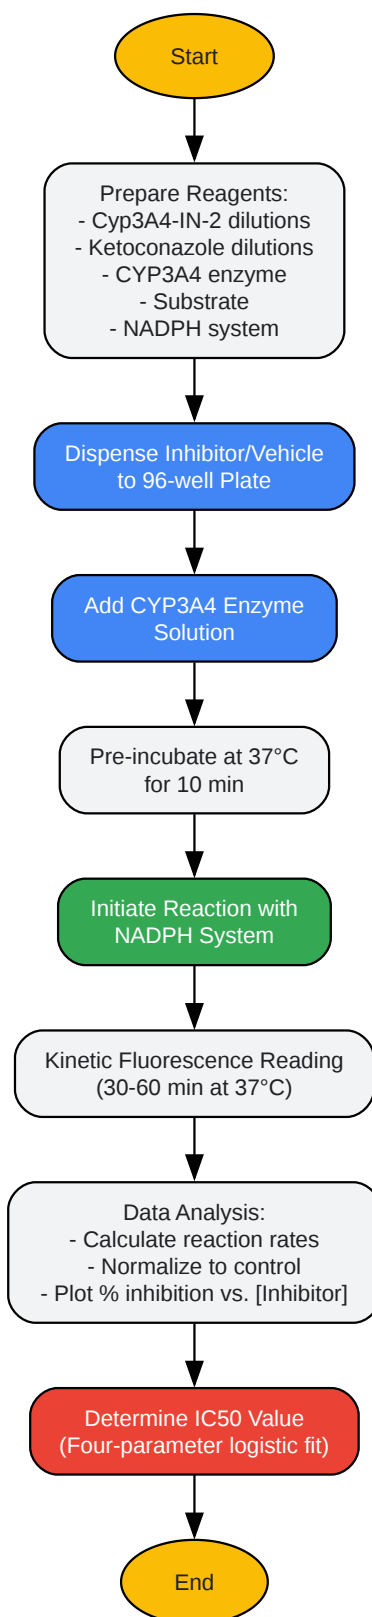 Start
Prepare Reagents:
- Cyp3A4-IN-2 dilutions
- Ketoconazole dilutions
- CYP3A4 enzyme
- Substrate
- NADPH system
Dispense Inhibitor/Vehicle
to 96-well Plate
Add CYP3A4 Enzyme
Solution
Pre-incubate at 37°C
for 10 min
Initiate Reaction with
NADPH System
Kinetic Fluorescence Reading
(30-60 min at 37°C)
Data Analysis:
- Calculate reaction rates
- Normalize to control
- Plot % inhibition vs. [Inhibitor]
Determine IC50 Value
(Four-parameter logistic fit)
End